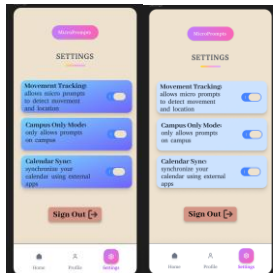 MicroPrompts
SETTINGS
Movement Tracking:
allows micro prompts
to detect movement
and location
Campus Only Mode:
only allows prompts
on campus
Calendar Sync:
synchronize your
calendar using external
apps
Sign Out
Home Profile Settings
MicroPrompts
SETTINGS
Movement Tracking:
allows micro prompts
to detect movement
and location
Campus Only Mode:
only allows prompts
on campus
Calendar Sync:
synchronize your
calendar using external
apps
Sign Out
Home Profile Settings